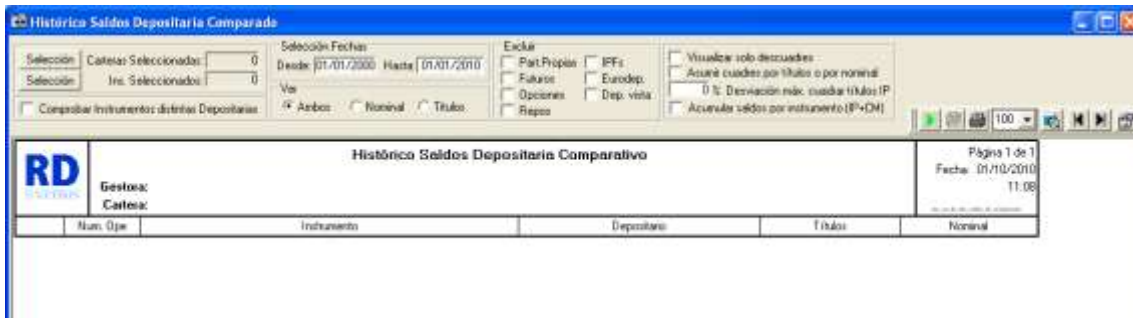 Histórico Saldos Depositaria Comparado
Selección Carteras Seleccionadas: 0
Selección Ins. Seleccionados: 0
Comprobar Instrumentos distintas Depositarias
Selección Fechas
Desde: 01/01/2000 Hasta: 01/01/2010
Ver
Ambos Nominal Títulos
Excluir
Part.Propias IPFs
Futuros Eurodep.
Opciones Dep. vista
Repos
Visualizar solo descuadres
Asumir cuadres por títulos o por nominal
0 % Desviación máx. cuadrar títulos IP
Acumular saldos por instrumento (IP+CM)
100
RD
Histórico Saldos Depositaria Comparativo
Gestora:
Cartera:
Página 1 de 1
Fecha: 01/10/2010
11:08
Num. Ope Instrumento Depositario Títulos Nominal